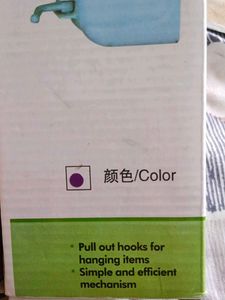 颜色/Color
* Pull out hooks for
hanging items
* Simple and efficient
mechanism